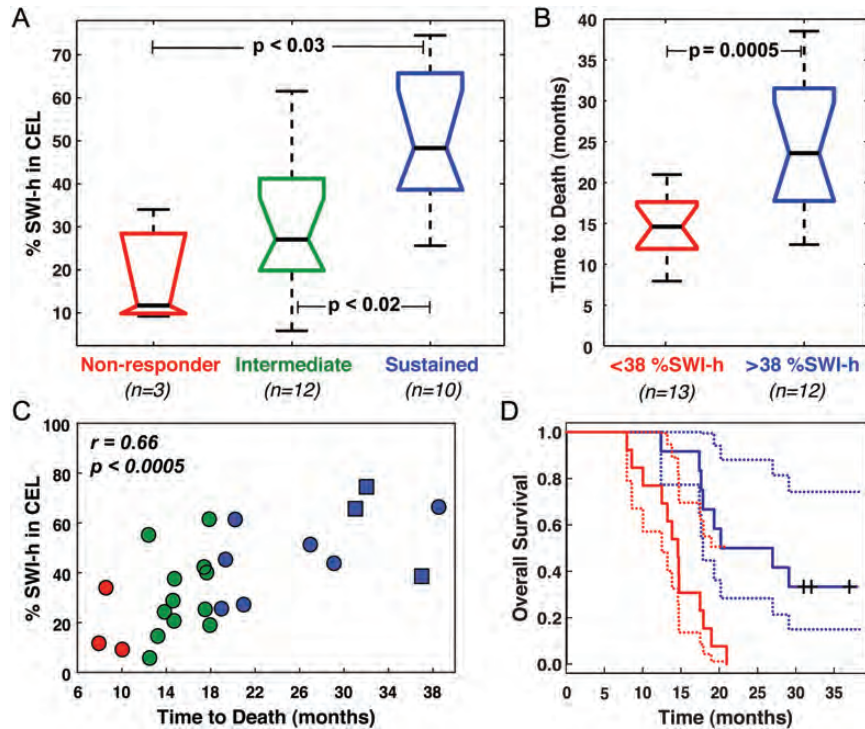 A
% SWI-h in CEL
70
60
50
40
30
20
10
p < 0.03
p < 0.02
Non-responder Intermediate Sustained
(n=3) (n=12) (n=10)
B
Time to Death (months)
40
35
30
25
20
15
10
5
0
p = 0.0005
<38 %SWI-h >38 %SWI-h
(n=13) (n=12)
C
% SWI-h in CEL
100
80
60
40
20
0
r = 0.66
p < 0.0005
6 10 14 18 22 26 30 34 38
Time to Death (months)
D
Overall Survival
1.0
0.8
0.6
0.4
0.2
0.0
0 5 10 15 20 25 30 35
Time (months)